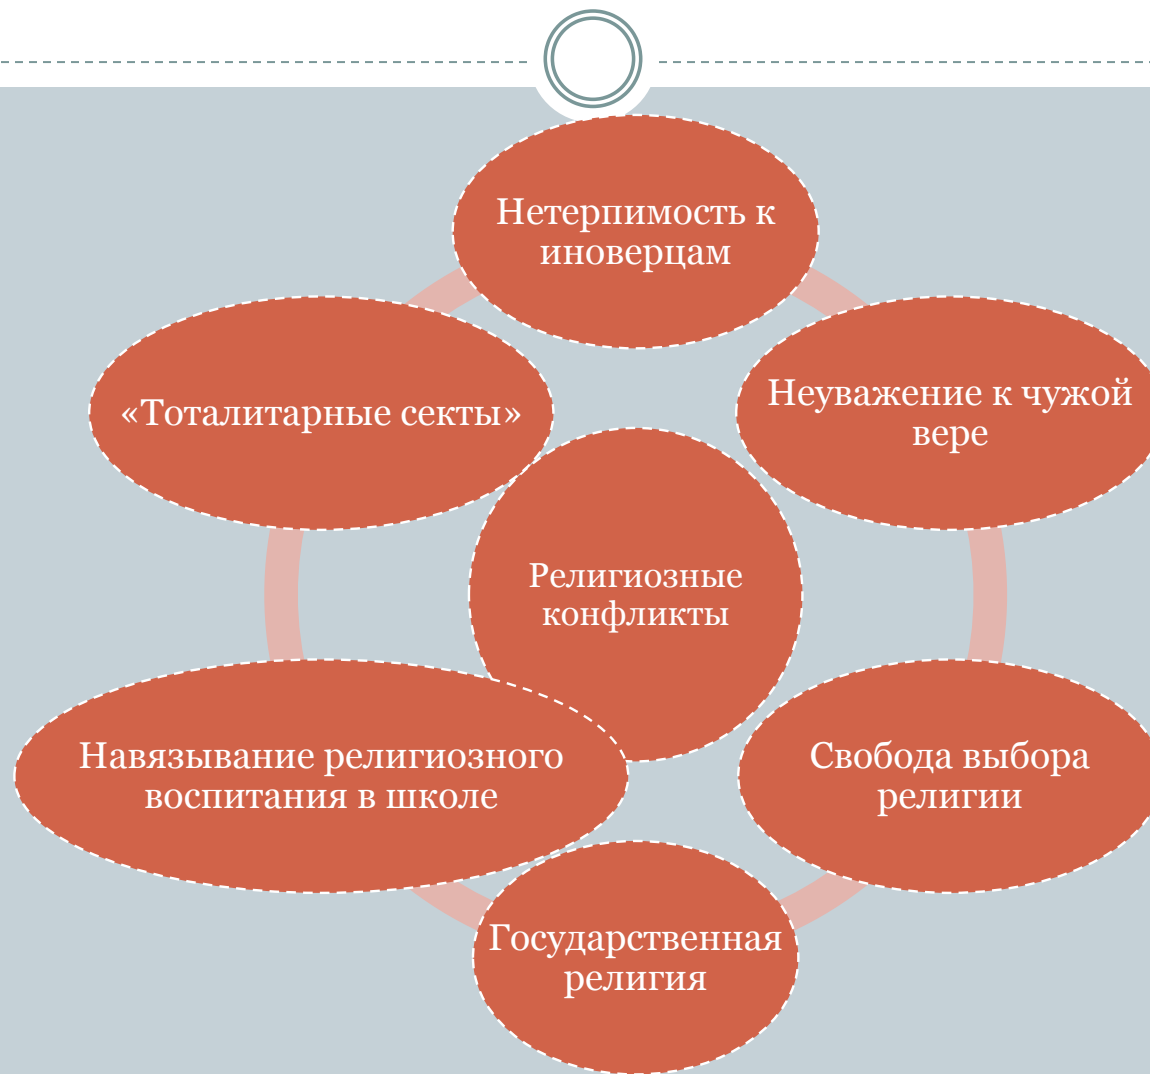 Нетерпимость к
иноверцам
«Тоталитарные секты»
Неуважение к чужой
вере
Религиозные
конфликты
Навязывание религиозного
воспитания в школе
Свобода выбора
религии
Государственная
религия